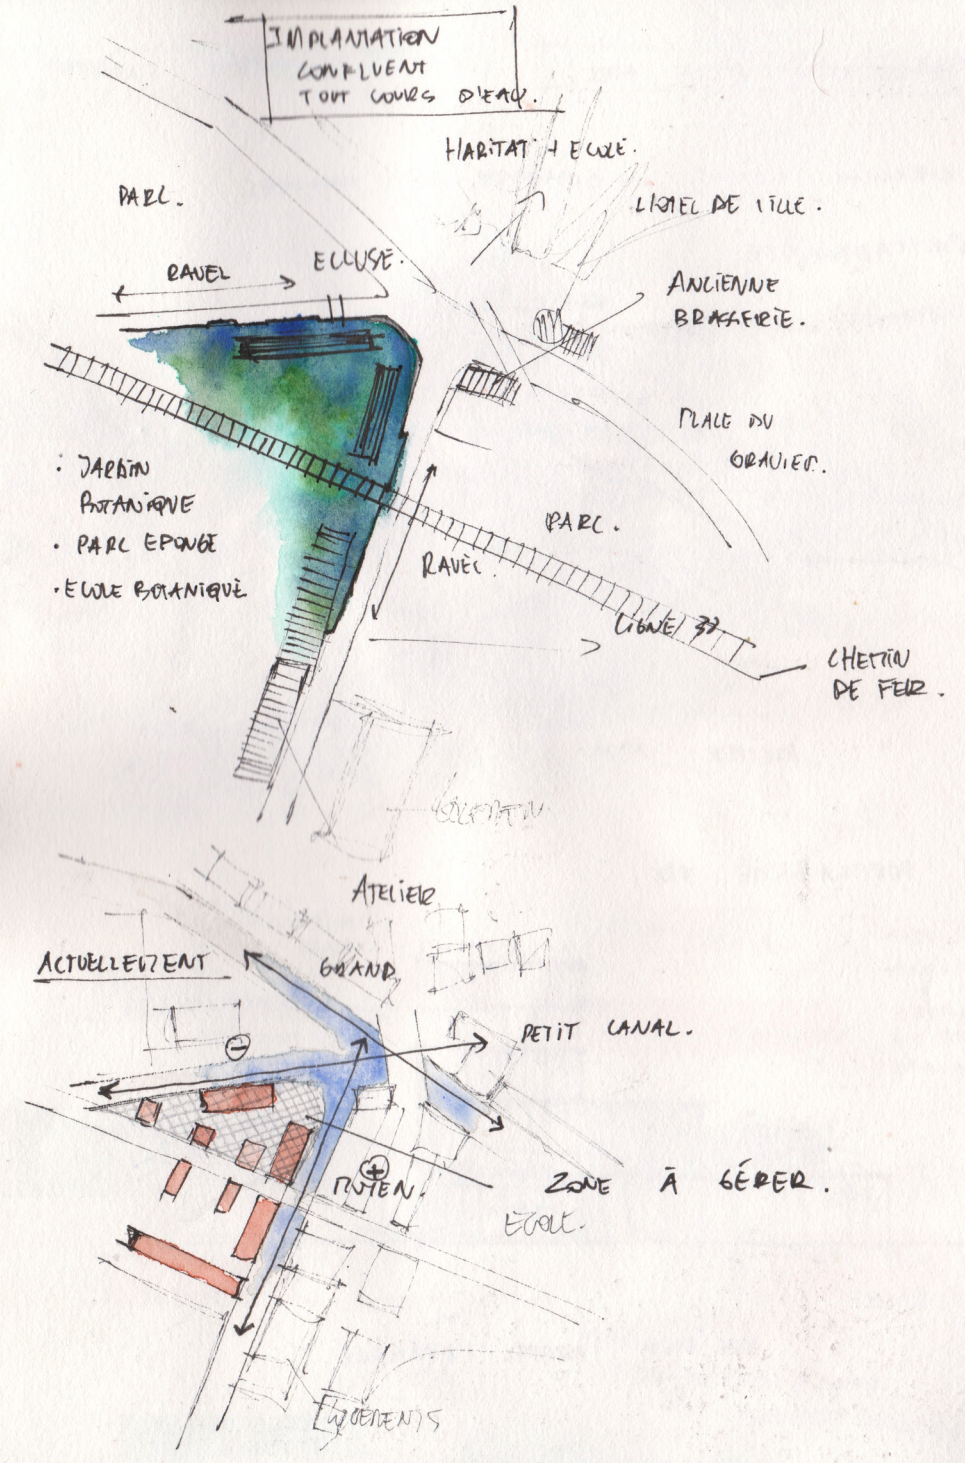 IMPLANTATION
CONFLUENT
TOUT COURS D'EAU.
HABITAT + ECOLE.
PARC.
HOTEL DE VILLE.
ECLUSE.
RAVEL
ANCIENNE
BRASSERIE.
PLACE DU
GRAVIER.
• JARDIN
BOTANIQUE
• PARC EPONGE
• ECOLE BOTANIQUE
PARC.
RAVEL.
LIGNE
CHEMIN
DE FER.
ATELIER
ACTUELLEMENT
GRAND
PETIT CANAL.
-
+
MOYEN.
ZONE À GÉRER.
ECOLE.
LOGEMENTS